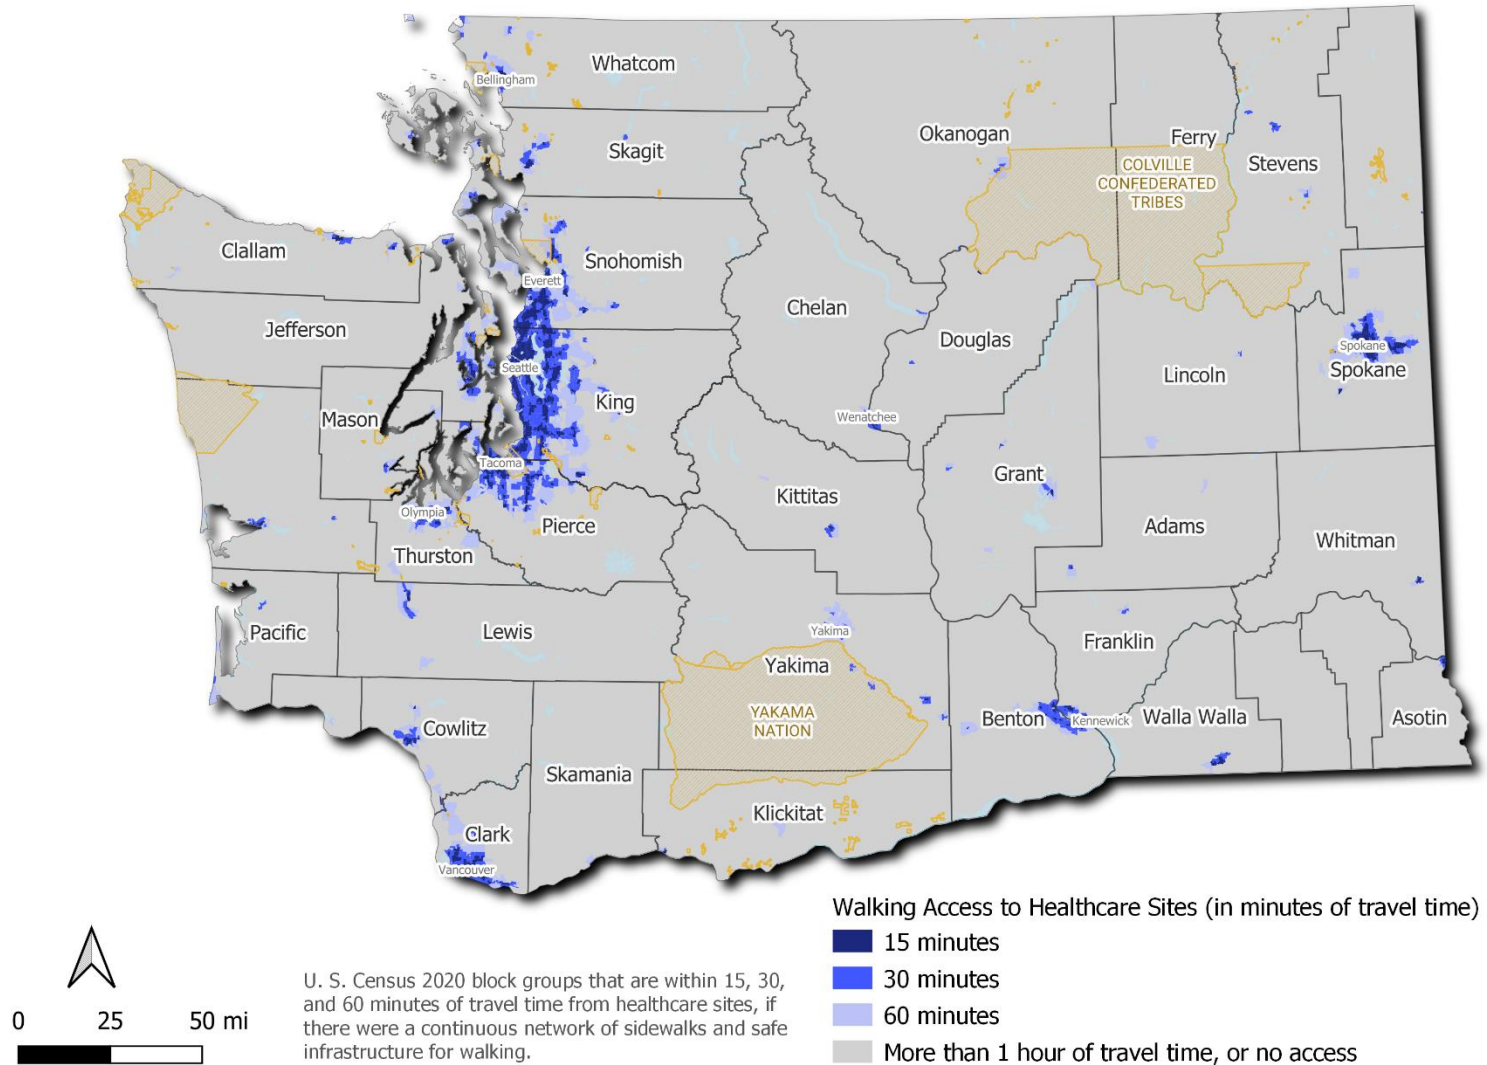 Whatcom
Bellingham
Okanogan
Ferry
Skagit
Stevens
COLVILLE
CONFEDERATED
TRIBES
Clallam
Snohomish
Everett
Chelan
Jefferson
Douglas
Seattle
Spokane
Lincoln
Spokane
King
Mason
Wenatchee
Tacoma
Grant
Kittitas
Olympia
Pierce
Adams
Whitman
Thurston
Pacific
Lewis
Yakima
Franklin
Yakima
YAKAMA
NATION
Benton
Kennewick
Walla Walla
Asotin
Cowlitz
Skamania
Klickitat
Clark
Vancouver
Walking Access to Healthcare Sites (in minutes of travel time)
15 minutes
30 minutes
60 minutes
More than 1 hour of travel time, or no access
U. S. Census 2020 block groups that are within 15, 30,
and 60 minutes of travel time from healthcare sites, if
there were a continuous network of sidewalks and safe
infrastructure for walking.
0 25 50 mi